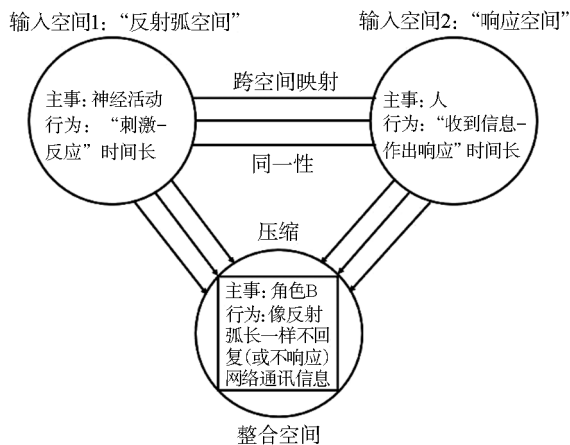 输入空间1：“反射弧空间”
输入空间2：“响应空间”
主事：神经活动
行为：“刺激-
反应”时间长
跨空间映射
同一性
主事：人
行为：“收到信息-
作出响应”时间长
压缩
主事：角色B
行为：像反射
弧长一样不回
复(或不响应)
网络通讯信息
整合空间